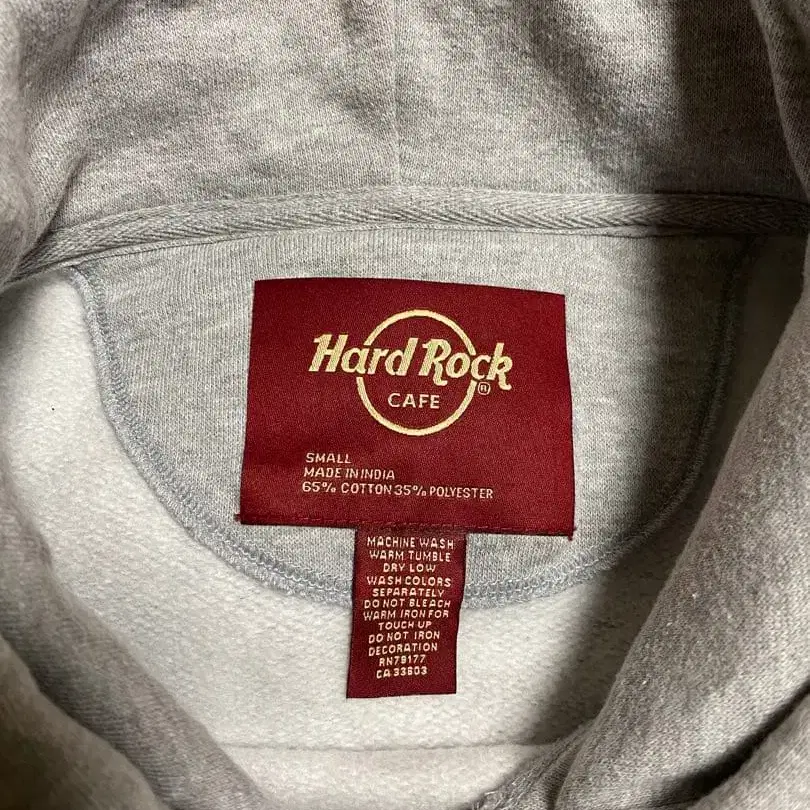 Hard Rock
®
CAFE
SMALL
MADE IN INDIA
65% COTTON 35% POLYESTER
MACHINE WASH
WARM TUMBLE
DRY LOW
WASH COLORS
SEPARATELY
DO NOT BLEACH
WARM IRON FOR
TOUCH UP
DO NOT IRON
DECORATION
RN79177
CA 33603